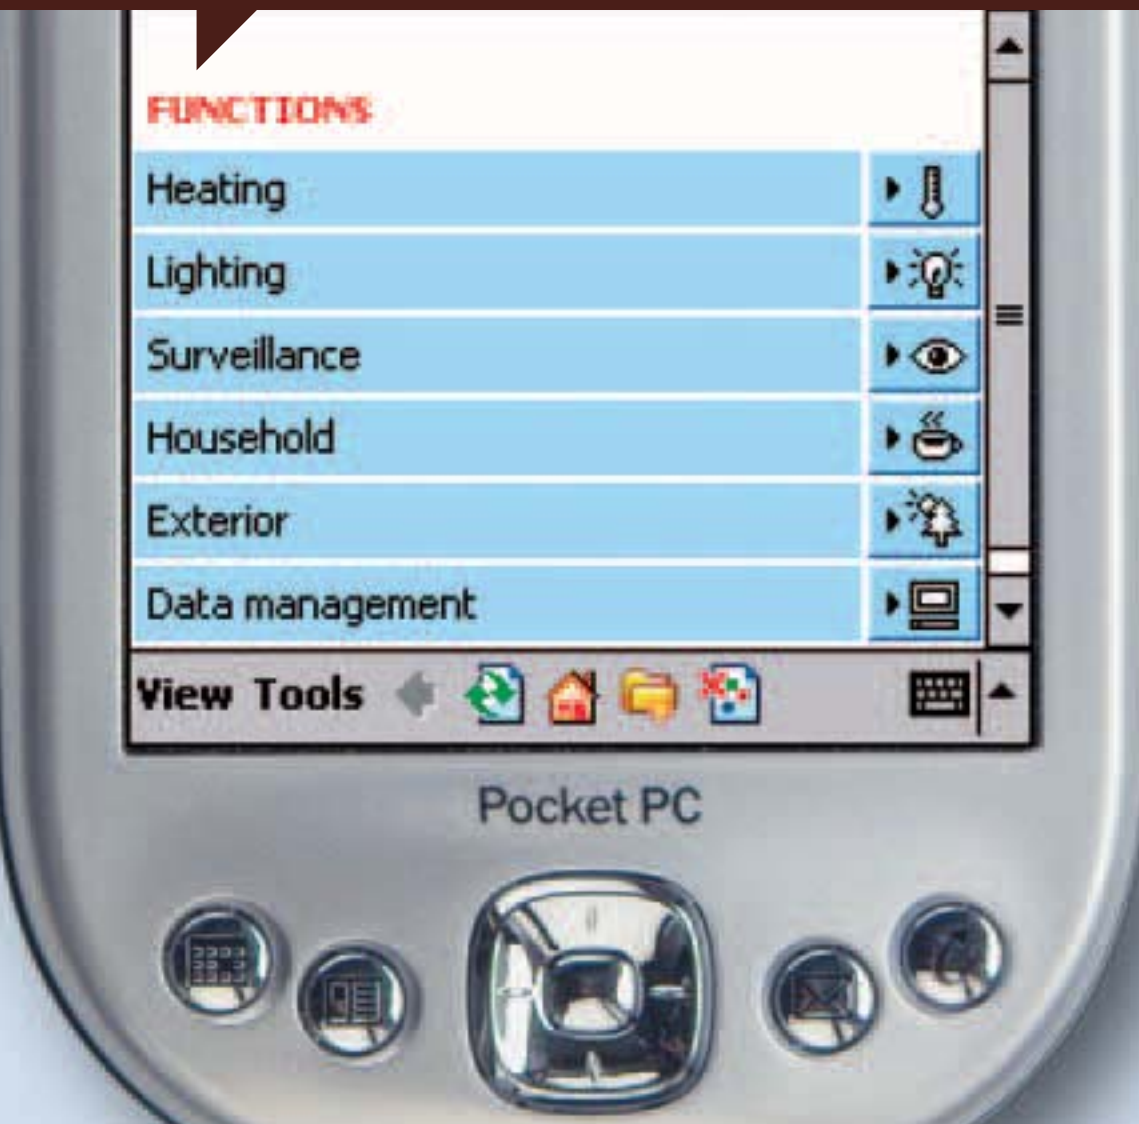 FUNCTIONS
Heating
Lighting
Surveillance
Household
Exterior
Data management
View Tools
Pocket PC